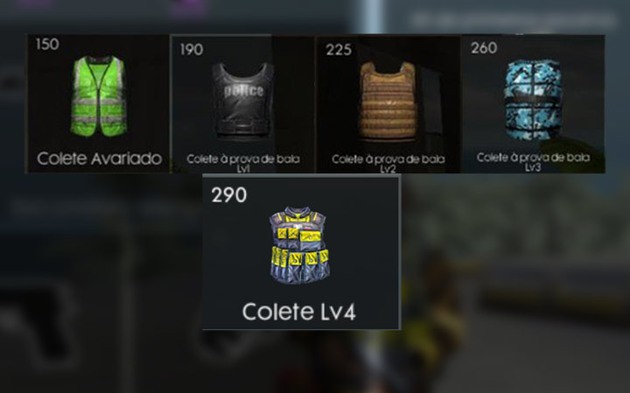 150
Colete Avariado
190
police
Colete à prova de bala
Lv1
225
Colete à prova de bala
Lv2
260
Colete à prova de bala
Lv3
290
Colete Lv4